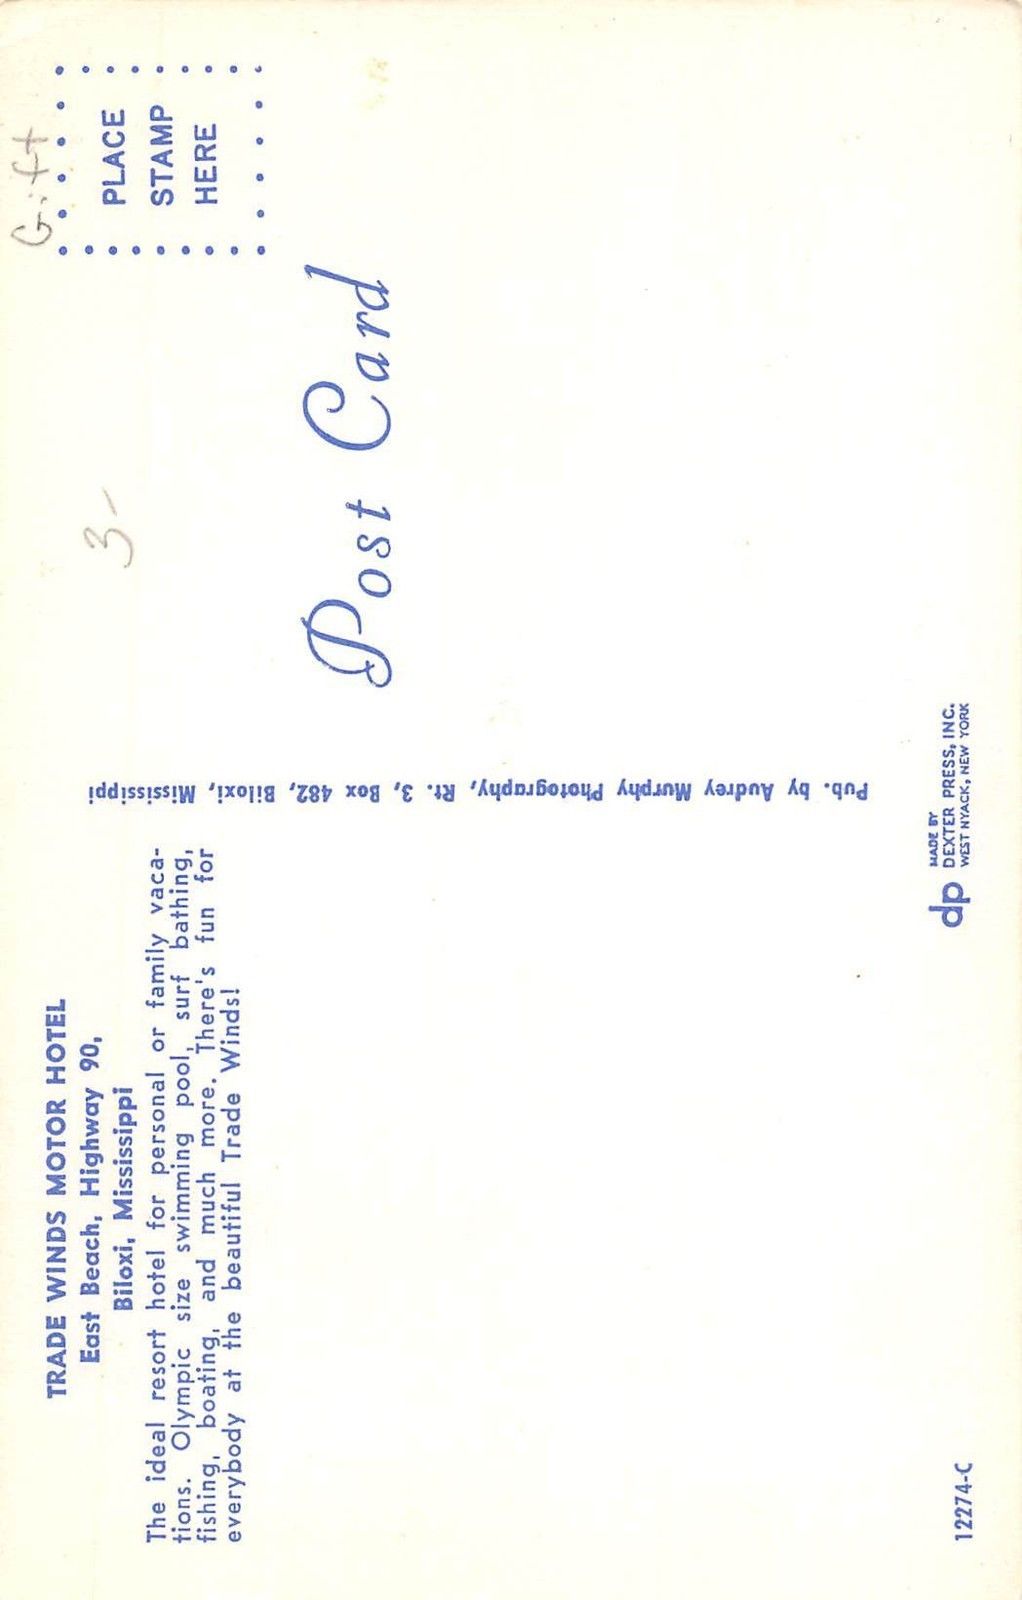 TRADE WINDS MOTOR HOTEL
East Beach, Highway 90,
Biloxi, Mississippi
The ideal resort hotel for personal or family vaca-
tions. Olympic size swimming pool, surf bathing,
fishing, boating, and much more. There's fun for
everybody at the beautiful Trade Winds!
12274-C
dp
MADE BY
DEXTER PRESS, INC.
WEST NYACK, NEW YORK
Pub. by Audrey Murphy Photography, Rt. 3, Box 482, Biloxi, Mississippi
3-
Post Card
Gift
PLACE
STAMP
HERE